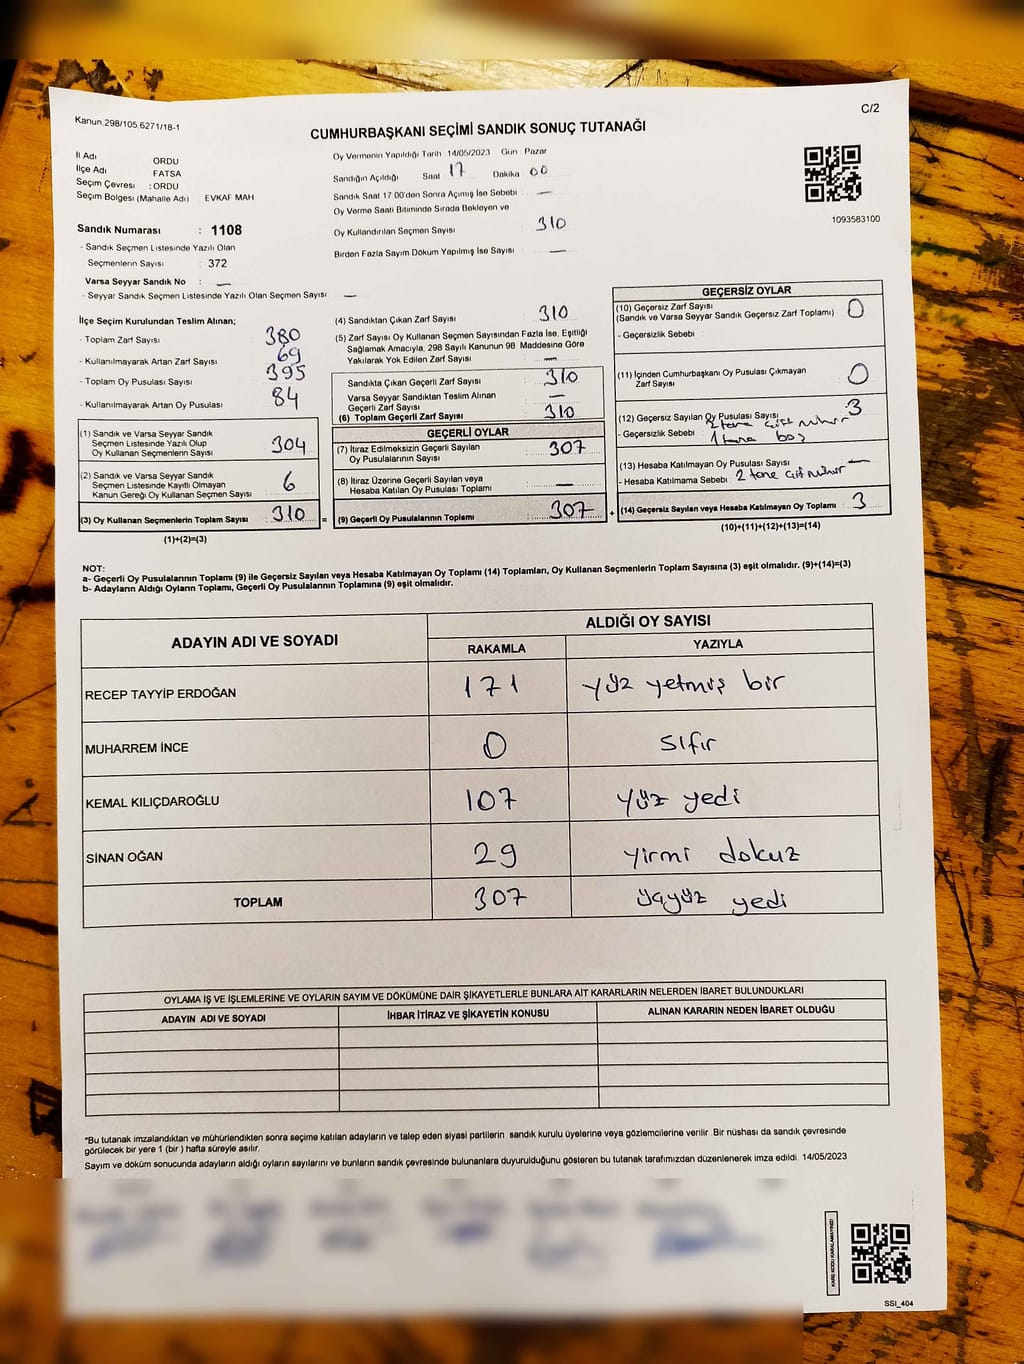 C/2
Kanun.298/105,6271/18-1
CUMHURBAŞKANI SEÇİMİ SANDIK SONUÇ TUTANAĞI
İl Adı ORDU
İlçe Adı FATSA
Seçim Çevresi : ORDU
Seçim Bölgesi (Mahalle Adı) : EVKAF MAH
Sandık Numarası : 1108
- Sandık Seçmen Listesinde Yazılı Olan
Seçmenlerin Sayısı : 372
Varsa Seyyar Sandık No : —
- Seyyar Sandık Seçmen Listesinde Yazılı Olan Seçmen Sayısı : —
Oy Vermenin Yapıldığı Tarih 14/05/2023 Gün Pazar
Sandığın Açıldığı Saat 17 Dakika 00
Sandık Saat 17 00'den Sonra Açımış İse Sebebi : —
Oy Verme Saati Bitiminde Sırada Bekleyen ve
Oy Kullandırılan Seçmen Sayısı 310
Birden Fazla Sayım Döküm Yapılmış İse Sayısı : —
1093583100
İlçe Seçim Kurulundan Teslim Alınan;
- Toplam Zarf Sayısı : 380
- Kullanılmayarak Artan Zarf Sayısı : 69
- Toplam Oy Pusulası Sayısı : 395
- Kullanılmayarak Artan Oy Pusulası : 84
(1) Sandık ve Varsa Seyyar Sandık
Seçmen Listesinde Yazılı Olup
Oy Kullanan Seçmenlerin Sayısı : 304
(2) Sandık ve Varsa Seyyar Sandık
Seçmen Listesinde Kayıtlı Olmayan
Kanun Gereği Oy Kullanan Seçmen Sayısı : 6
(3) Oy Kullanan Seçmenlerin Toplam Sayısı : 310 =
(1)+(2)=(3)
(4) Sandıktan Çıkan Zarf Sayısı : 310
(5) Zarf Sayısı Oy Kullanan Seçmen Sayısından Fazla İse, Eşitliği
Sağlamak Amacıyla, 298 Sayılı Kanunun 98 Maddesine Göre
Yakılarak Yok Edilen Zarf Sayısı : —
Sandıkta Çıkan Geçerli Zarf Sayısı : 310
Varsa Seyyar Sandıktan Teslim Alınan
Geçerli Zarf Sayısı : —
(6) Toplam Geçerli Zarf Sayısı : 310
GEÇERLİ OYLAR
(7) İtiraz Edilmeksizin Geçerli Sayılan
Oy Pusulalarının Sayısı : 307
(8) İtiraz Üzerine Geçerli Sayılan veya
Hesaba Katılan Oy Pusulası Toplamı : —
(9) Geçerli Oy Pusulalarının Toplamı : 307 +
GEÇERSİZ OYLAR
(10) Geçersiz Zarf Sayısı
(Sandık ve Varsa Seyyar Sandık Geçersiz Zarf Toplamı) : 0
- Geçersizlik Sebebi :
(11) İçinden Cumhurbaşkanı Oy Pusulası Çıkmayan
Zarf Sayısı : 0
(12) Geçersiz Sayılan Oy Pusulası Sayısı : 3
- Geçersizlik Sebebi : 2 tane çift mühür
1 tane boş
(13) Hesaba Katılmayan Oy Pusulası Sayısı : —
- Hesaba Katılmama Sebebi : 2 tane çift mühür
(14) Geçersiz Sayılan veya Hesaba Katılmayan Oy Toplamı : 3
(10)+(11)+(12)+(13)=(14)
NOT:
a- Geçerli Oy Pusulalarının Toplamı (9) ile Geçersiz Sayılan veya Hesaba Katılmayan Oy Toplamı (14) Toplamları, Oy Kullanan Seçmenlerin Toplam Sayısına (3) eşit olmalıdır. (9)+(14)=(3)
b- Adayların Aldığı Oyların Toplamı, Geçerli Oy Pusulalarının Toplamına (9) eşit olmalıdır.
ADAYIN ADI VE SOYADI ALDIĞI OY SAYISI
RAKAMLA YAZIYLA
RECEP TAYYİP ERDOĞAN 171 yüz yetmiş bir
MUHARREM İNCE 0 sıfır
KEMAL KILIÇDAROĞLU 107 yüz yedi
SİNAN OĞAN 29 yirmi dokuz
TOPLAM 307 üçyüz yedi
OYLAMA İŞ VE İŞLEMLERİNE VE OYLARIN SAYIM VE DÖKÜMÜNE DAİR ŞİKAYETLERLE BUNLARA AİT KARARLARIN NELERDEN İBARET BULUNDUKLARI
ADAYIN ADI VE SOYADI İHBAR İTİRAZ VE ŞİKAYETİN KONUSU ALINAN KARARIN NEDEN İBARET OLDUĞU
*Bu tutanak imzalandıktan ve mühürlendikten sonra seçime katılan adayların ve talep eden siyasi partilerin sandık kurulu üyelerine veya gözlemcilerine verilir. Bir nüshası da sandık çevresinde
görülecek bir yere 1 (bir) hafta süreyle asılır.
Sayım ve döküm sonucunda adayların aldığı oyların sayılarını ve bunların sandık çevresinde bulunanlara duyurulduğunu gösteren bu tutanak tarafımızdan düzenlenerek imza edildi. 14/05/2023
KARE KODU KARALAMAYINIZ!
SSI_404